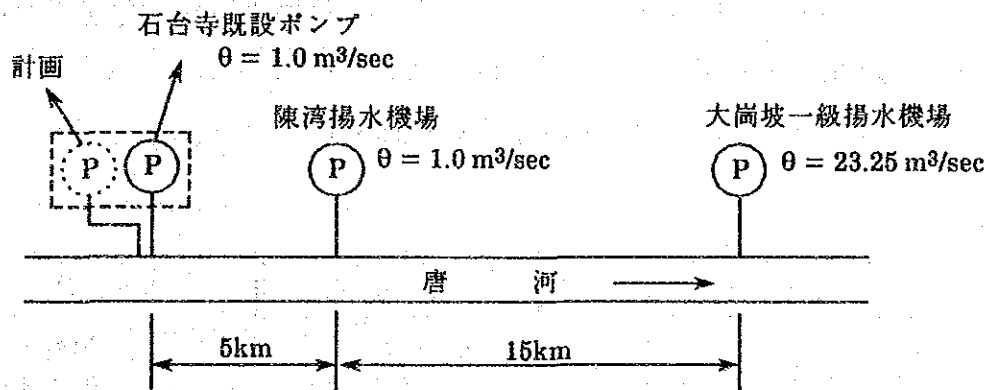 石台寺既設ポンプ
θ = 1.0 m³/sec
計画
陳湾揚水機場
θ = 1.0 m³/sec
大崗坡一級揚水機場
θ = 23.25 m³/sec
P
P
P
P
唐 河
5km
15km